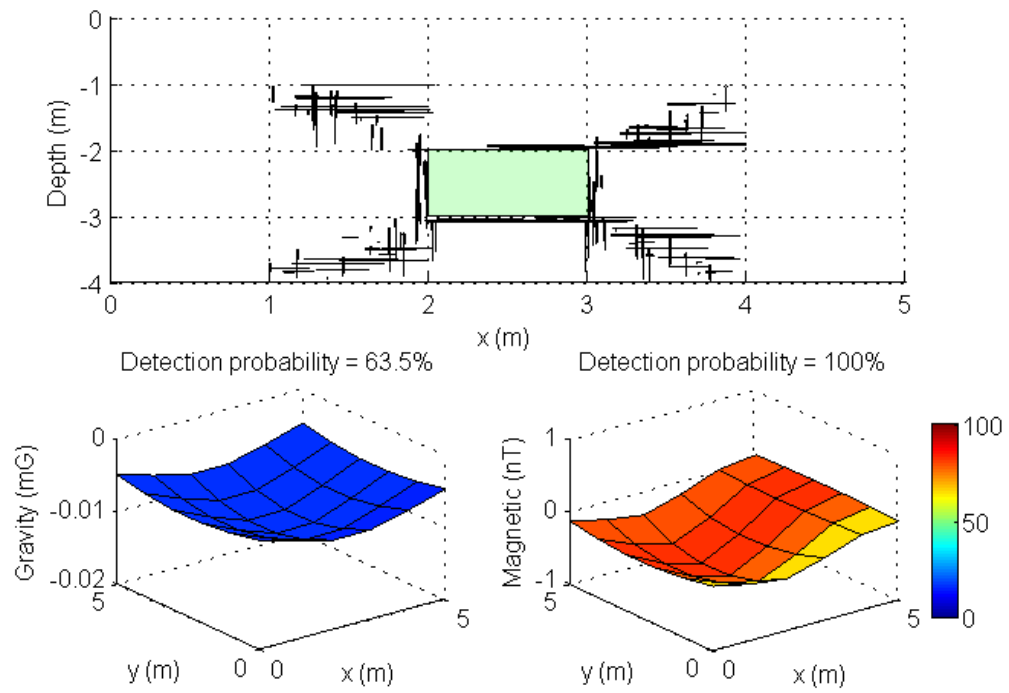 0
-1
-2
-3
-4
Depth (m)
0 1 2 3 4 5
x (m)
Detection probability = 63.5%
0
-0.01
-0.02
Gravity (mG)
5 0 0 5
y (m) x (m)
Detection probability = 100%
1
0
-1
Magnetic (nT)
5 0 0 5
y (m) x (m)
100
50
0